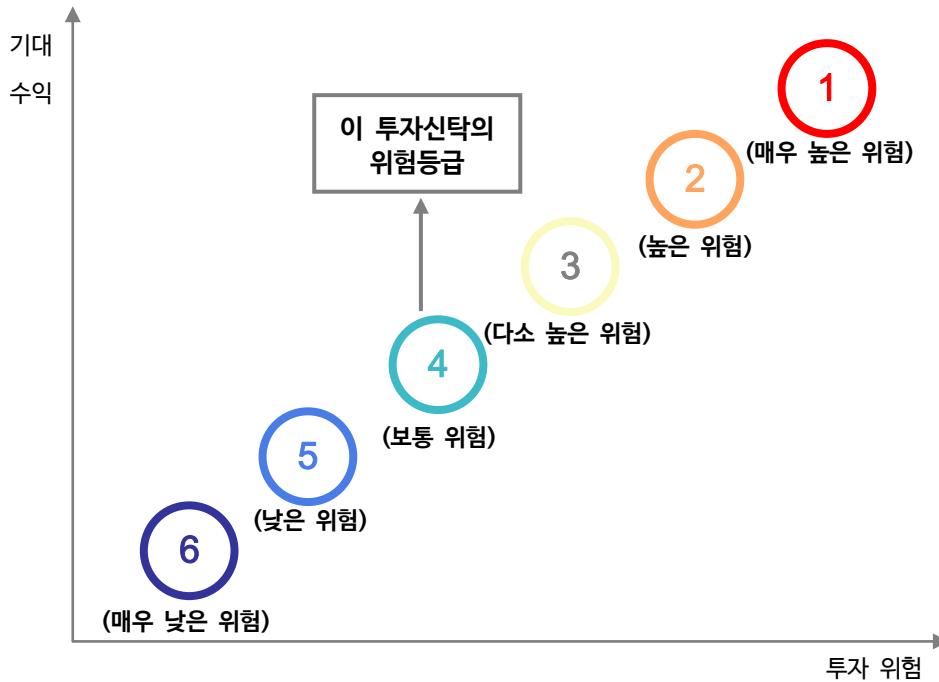 기대
수익
1
(매우 높은 위험)
이 투자신탁의
위험등급
2
(높은 위험)
3
(다소 높은 위험)
4
(보통 위험)
5
(낮은 위험)
6
(매우 낮은 위험)
투자 위험